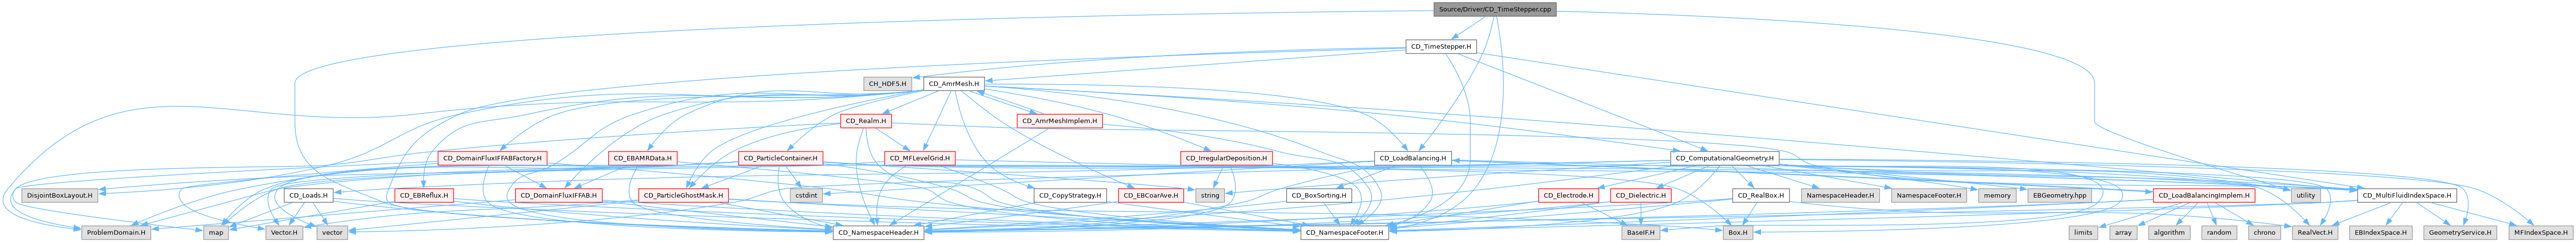 Source/Driver/CD_TimeStepper.cpp
CD_TimeStepper.H
CH_HDF5.H
CD_AmrMesh.H
CD_Realm.H
CD_AmrMeshImplem.H
CD_DomainFluxIFFABFactory.H
CD_EBAMRData.H
CD_ParticleContainer.H
CD_MFLevelGrid.H
CD_IrregularDeposition.H
CD_LoadBalancing.H
CD_ComputationalGeometry.H
DisjointBoxLayout.H
CD_Loads.H
CD_EBReflux.H
CD_DomainFluxIFFAB.H
CD_ParticleGhostMask.H
cstdint
CD_CopyStrategy.H
CD_EBCoarAve.H
string
CD_BoxSorting.H
CD_Electrode.H
CD_Dielectric.H
CD_RealBox.H
NamespaceHeader.H
NamespaceFooter.H
memory
EBGeometry.hpp
CD_LoadBalancingImplem.H
utility
CD_MultiFluidIndexSpace.H
ProblemDomain.H
map
Vector.H
vector
CD_NamespaceHeader.H
CD_NamespaceFooter.H
BaseIF.H
Box.H
limits
array
algorithm
random
chrono
RealVect.H
EBIndexSpace.H
GeometryService.H
MFIndexSpace.H